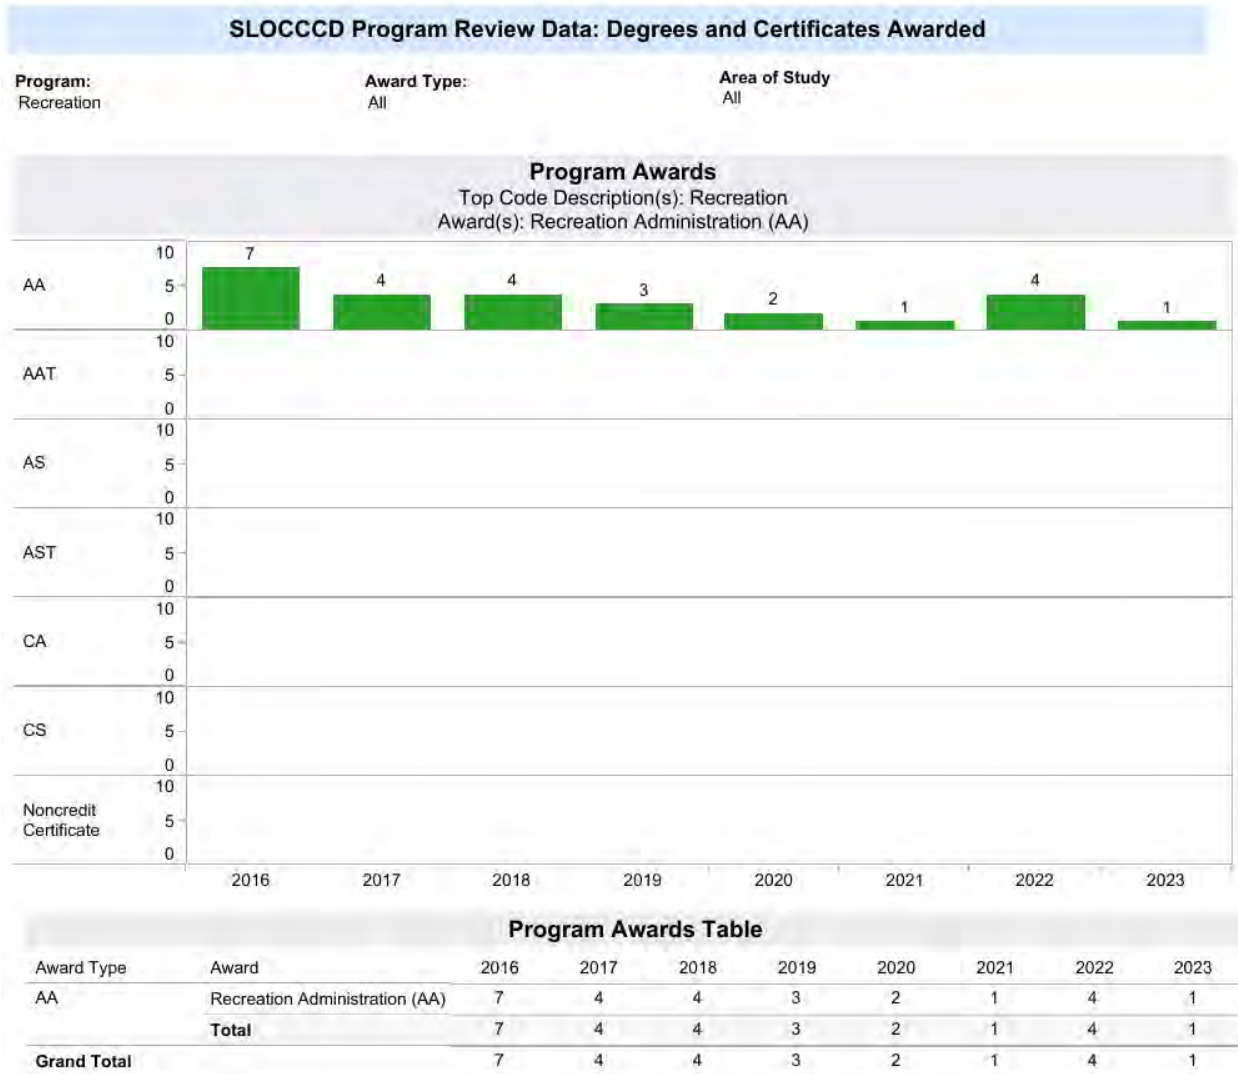 SLOCCCD Program Review Data: Degrees and Certificates Awarded
Program: Award Type: Area of Study
Recreation All All
Program Awards
Top Code Description(s): Recreation
Award(s): Recreation Administration (AA)
AA 10 5 0 7 4 4 3 2 1 4 1
AAT 10 5 0
AS 10 5 0
AST 10 5 0
CA 10 5 0
CS 10 5 0
Noncredit
Certificate 10 5 0
2016 2017 2018 2019 2020 2021 2022 2023
Program Awards Table
Award Type Award 2016 2017 2018 2019 2020 2021 2022 2023
AA Recreation Administration (AA) 7 4 4 3 2 1 4 1
Total 7 4 4 3 2 1 4 1
Grand Total 7 4 4 3 2 1 4 1